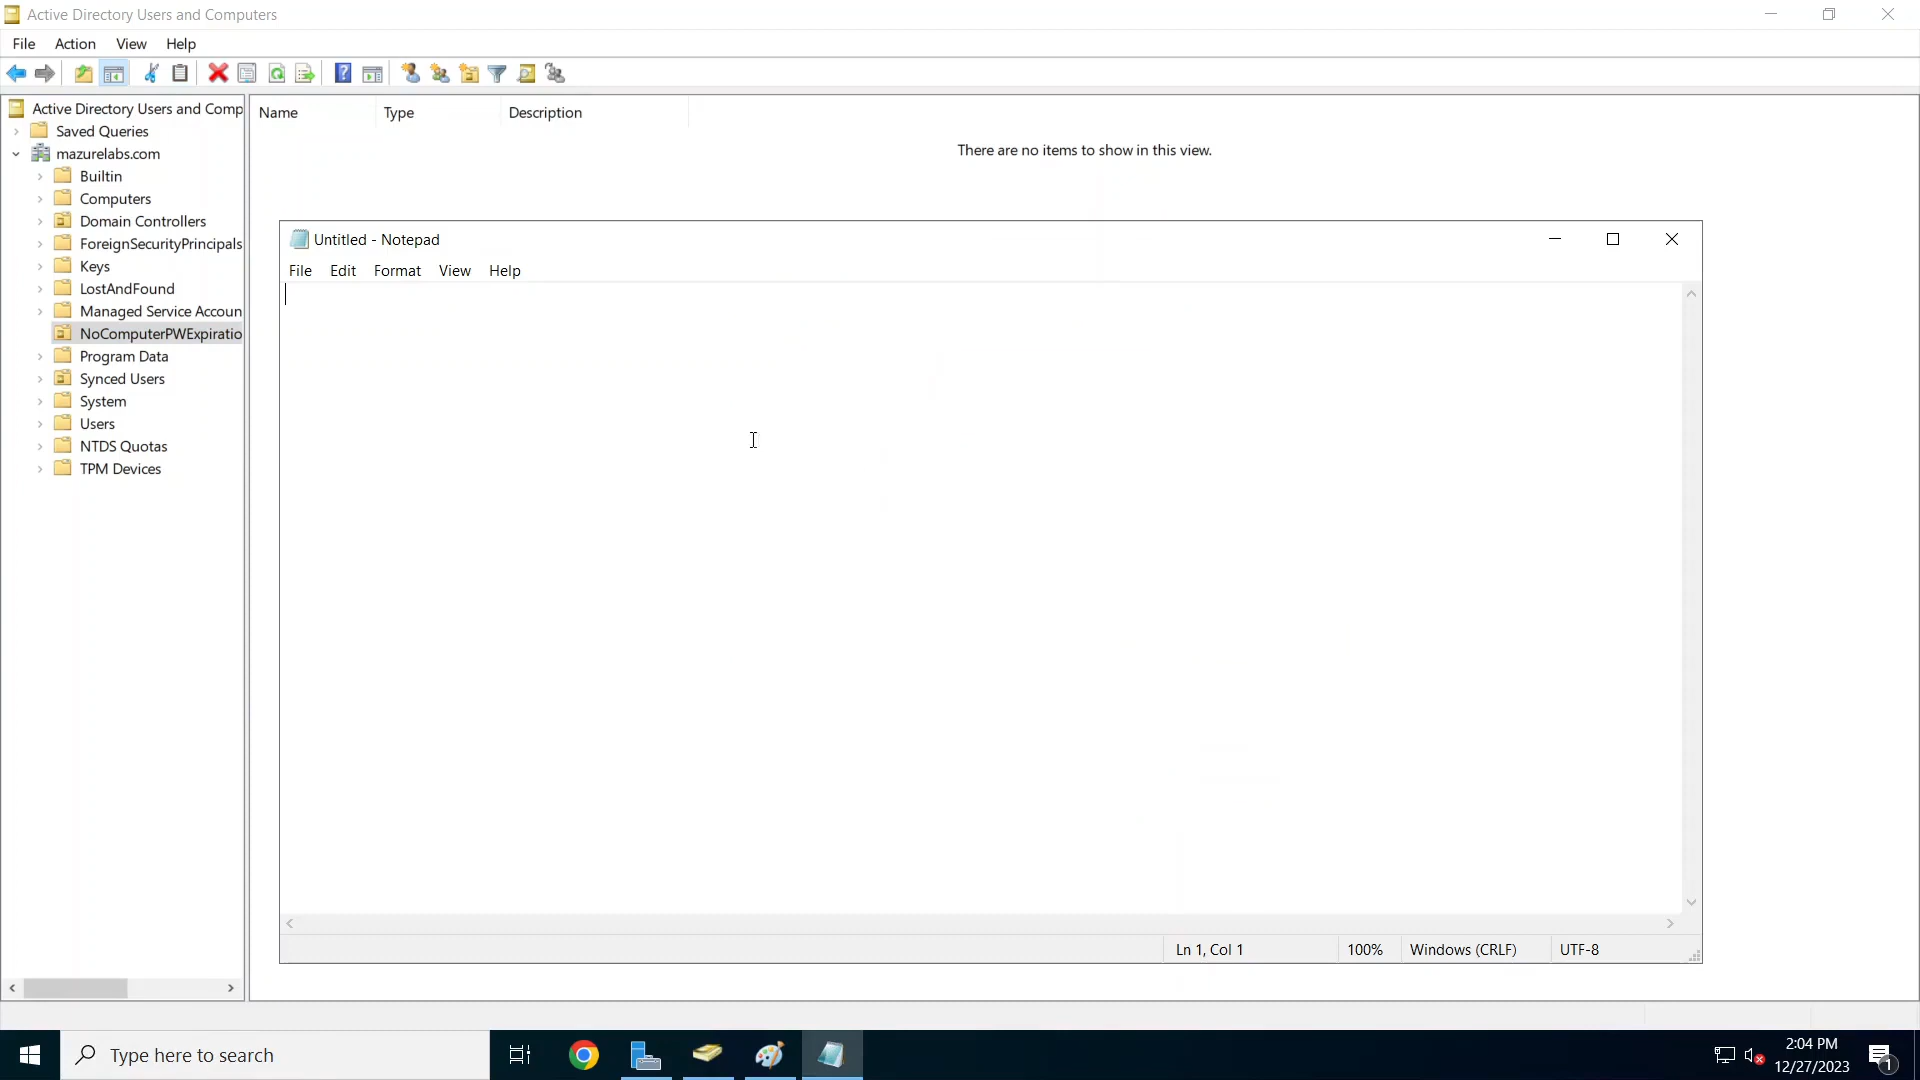 Active Directory Users and Computers
File Action View Help
Active Directory Users and Comp
Saved Queries
mazurelabs.com
Builtin
Computers
Domain Controllers
ForeignSecurityPrincipals
Keys
LostAndFound
Managed Service Accoun
NoComputerPWExpiratio
Program Data
Synced Users
System
Users
NTDS Quotas
TPM Devices
Name Type Description
There are no items to show in this view.
Untitled - Notepad
File Edit Format View Help
Ln 1, Col 1 100% Windows (CRLF) UTF-8
Type here to search
2:04 PM
12/27/2023
1